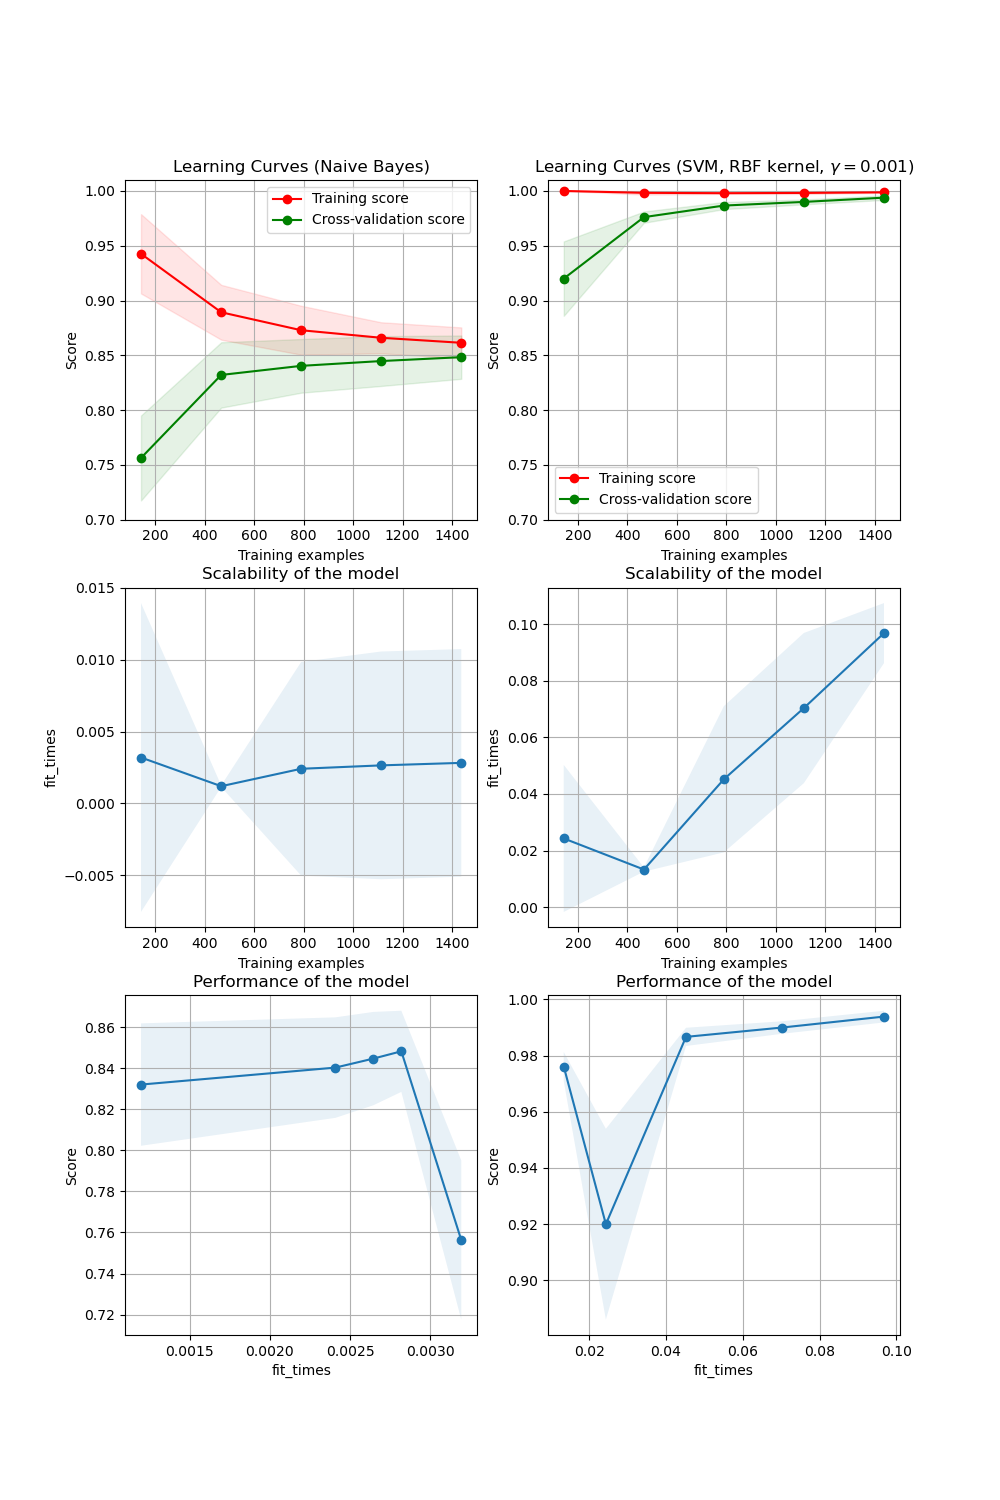 Learning Curves (Naive Bayes)
Score
1.00
0.95
0.90
0.85
0.80
0.75
0.70
Training score
Cross-validation score
200 400 600 800 1000 1200 1400
Training examples
Learning Curves (SVM, RBF kernel, γ = 0.001)
Score
1.00
0.95
0.90
0.85
0.80
0.75
0.70
Training score
Cross-validation score
200 400 600 800 1000 1200 1400
Training examples
Scalability of the model
fit_times
0.015
0.010
0.005
0.000
−0.005
200 400 600 800 1000 1200 1400
Training examples
Scalability of the model
fit_times
0.10
0.08
0.06
0.04
0.02
0.00
200 400 600 800 1000 1200 1400
Training examples
Performance of the model
Score
0.86
0.84
0.82
0.80
0.78
0.76
0.74
0.72
0.0015 0.0020 0.0025 0.0030
fit_times
Performance of the model
Score
1.00
0.98
0.96
0.94
0.92
0.90
0.02 0.04 0.06 0.08 0.10
fit_times